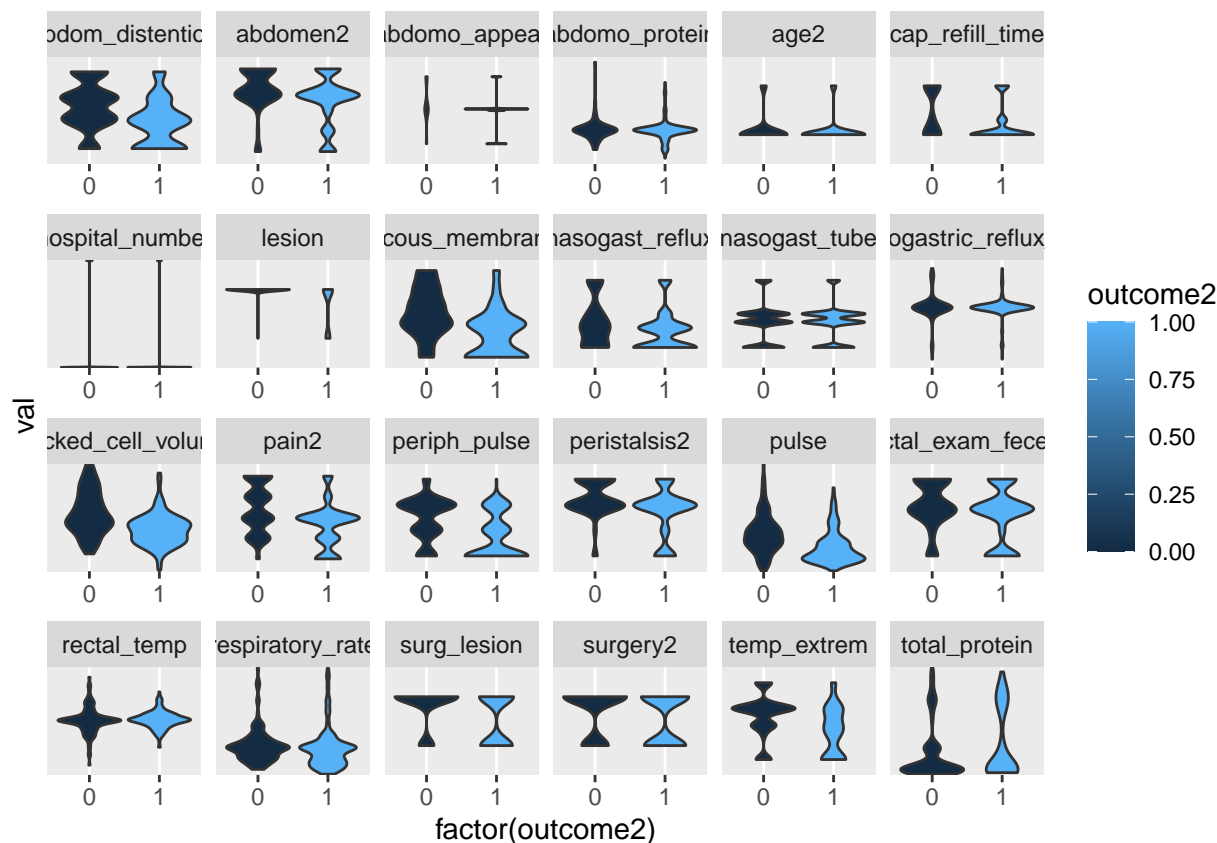 odom_distentio abdomen2 abdomo_appea abdomo_protein age2 cap_refill_time
0 1 0 1 0 1 0 1 0 1 0 1
hospital_numbe lesion cous_membran nasogast_reflux nasogast_tube ogastric_reflux_
0 1 0 1 0 1 0 1 0 1 0 1
cked_cell_volum pain2 periph_pulse peristalsis2 pulse ctal_exam_fece
0 1 0 1 0 1 0 1 0 1 0 1
rectal_temp respiratory_rate surg_lesion surgery2 temp_extrem total_protein
0 1 0 1 0 1 0 1 0 1 0 1
factor(outcome2)
val
outcome2
1.00
0.75
0.50
0.25
0.00